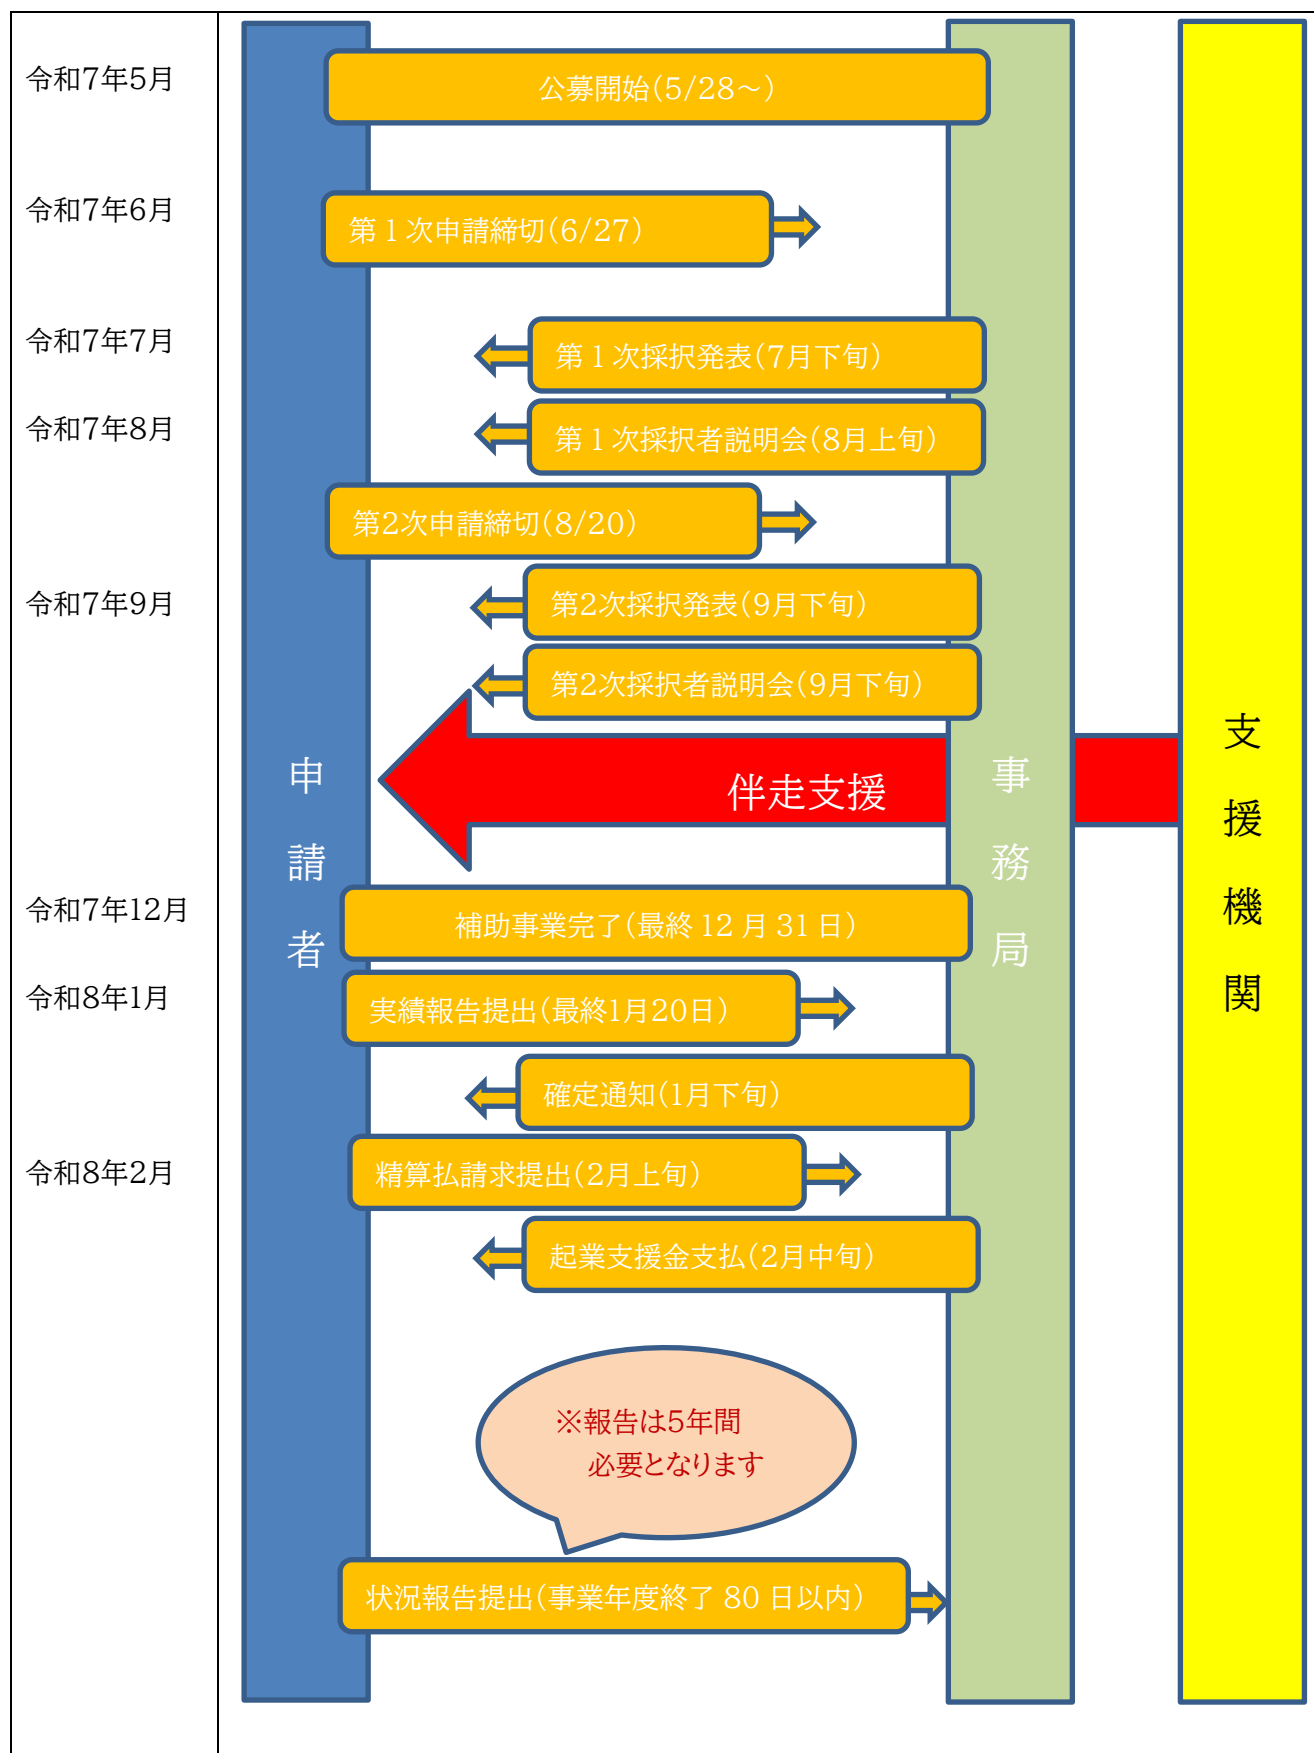 令和7年5月
公募開始(5/28～)
令和7年6月
第１次申請締切(6/27)
令和7年7月
第１次採択発表(7月下旬)
令和7年8月
第１次採択者説明会(8月上旬)
第2次申請締切(8/20)
令和7年9月
第2次採択発表(9月下旬)
第2次採択者説明会(9月下旬)
伴走支援
申請者
事務局
支援機関
令和7年12月
補助事業完了(最終 12 月 31 日)
令和8年1月
実績報告提出(最終1月20日)
確定通知(1月下旬)
令和8年2月
精算払請求提出(2月上旬)
起業支援金支払(2月中旬)
※報告は5年間
必要となります
状況報告提出(事業年度終了 80 日以内)